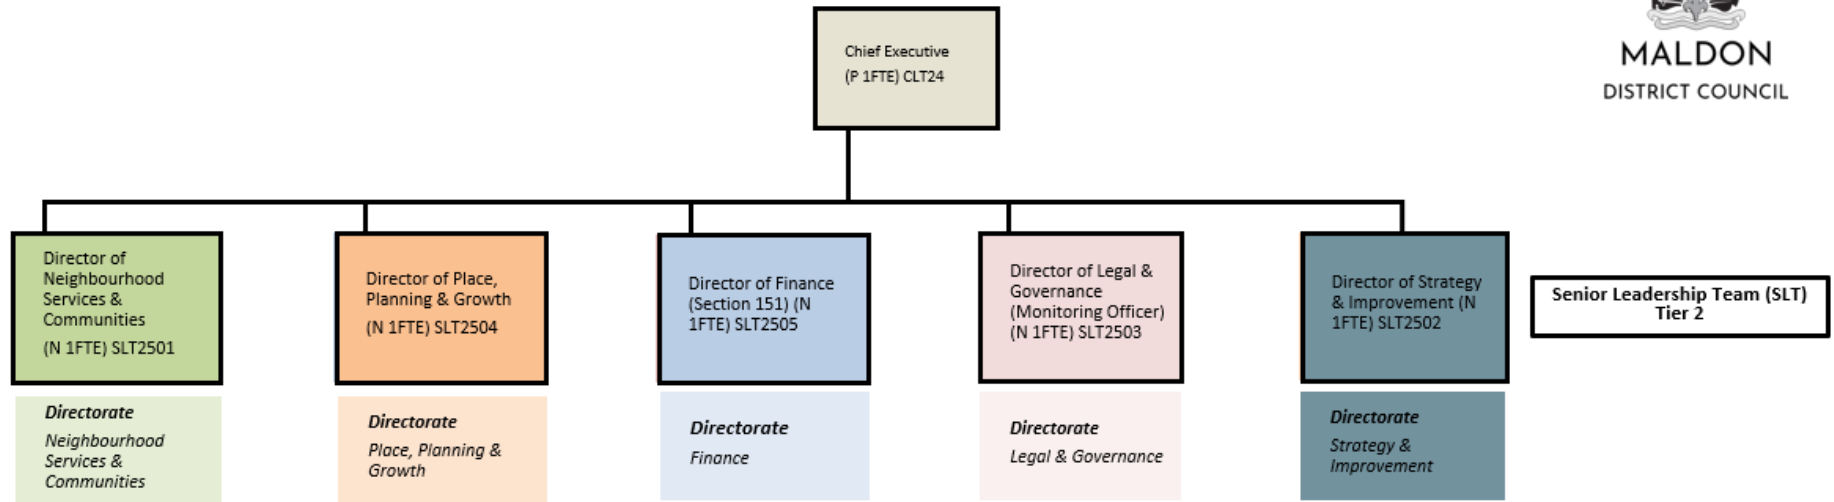 Chief Executive
(P 1FTE) CLT24
MALDON
DISTRICT COUNCIL
Director of
Neighbourhood
Services &
Communities
(N 1FTE) SLT2501
Director of Place,
Planning & Growth
(N 1FTE) SLT2504
Director of Finance
(Section 151) (N
1FTE) SLT2505
Director of Legal &
Governance
(Monitoring Officer)
(N 1FTE) SLT2503
Director of Strategy
& Improvement (N
1FTE) SLT2502
Senior Leadership Team (SLT)
Tier 2
Directorate
Neighbourhood
Services &
Communities
Directorate
Place, Planning &
Growth
Directorate
Finance
Directorate
Legal & Governance
Directorate
Strategy &
Improvement